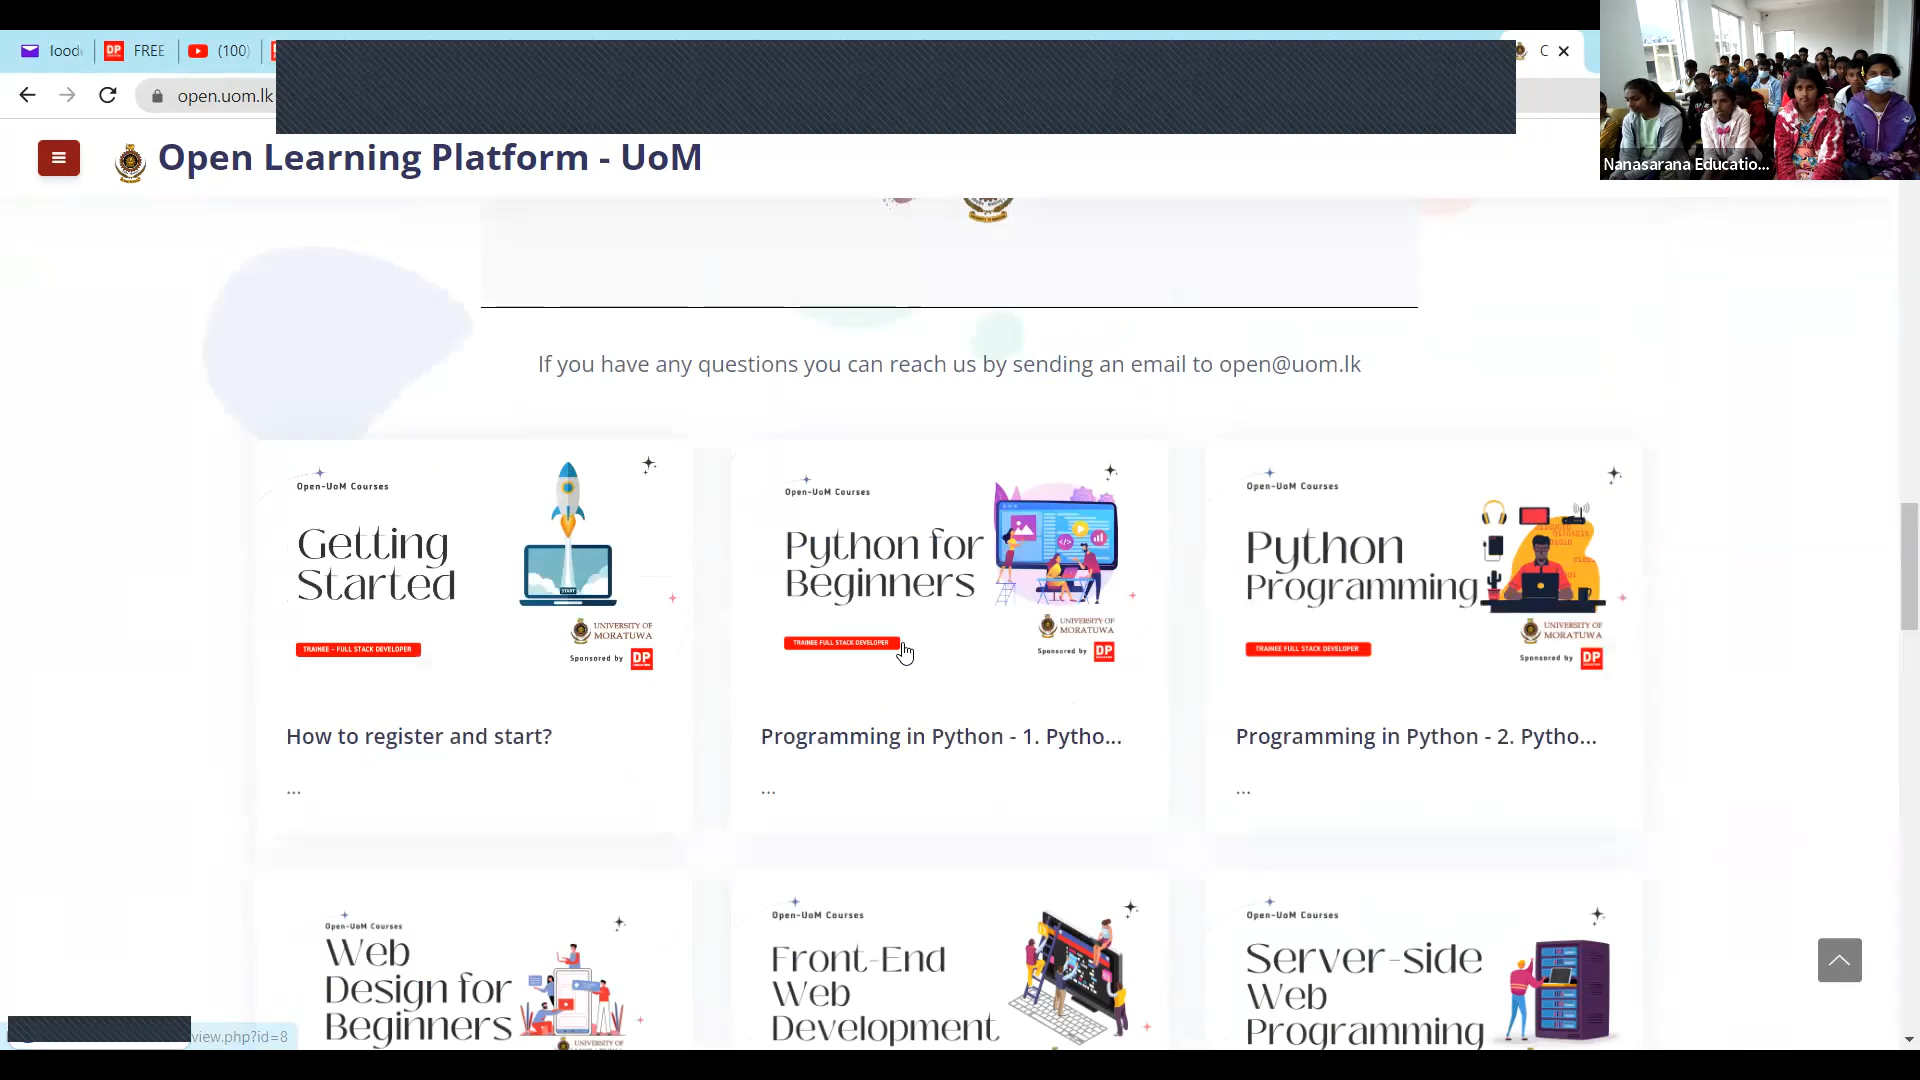 lood
FREE
(100)
C
open.uom.lk
Open Learning Platform - UoM
Nanasarana Educatio...
If you have any questions you can reach us by sending an email to open@uom.lk
Open-UoM Courses
Getting
Started
START
UNIVERSITY OF
MORATUWA
TRAINEE - FULL STACK DEVELOPER
Sponsored by DP
How to register and start?
...
Open-UoM Courses
Python for
Beginners
UNIVERSITY OF
MORATUWA
TRAINEE FULL STACK DEVELOPER
Sponsored by DP
Programming in Python - 1. Pytho...
...
Open-UoM Courses
Python
Programming
UNIVERSITY OF
MORATUWA
TRAINEE FULL STACK DEVELOPER
Sponsored by DP
Programming in Python - 2. Pytho...
...
Open-UoM Courses
Web
Design for
Beginners
UNIVERSITY OF
Open-UoM Courses
Front-End
Web
Development
Open-UoM Courses
Server-side
Web
Programming
view.php?id=8